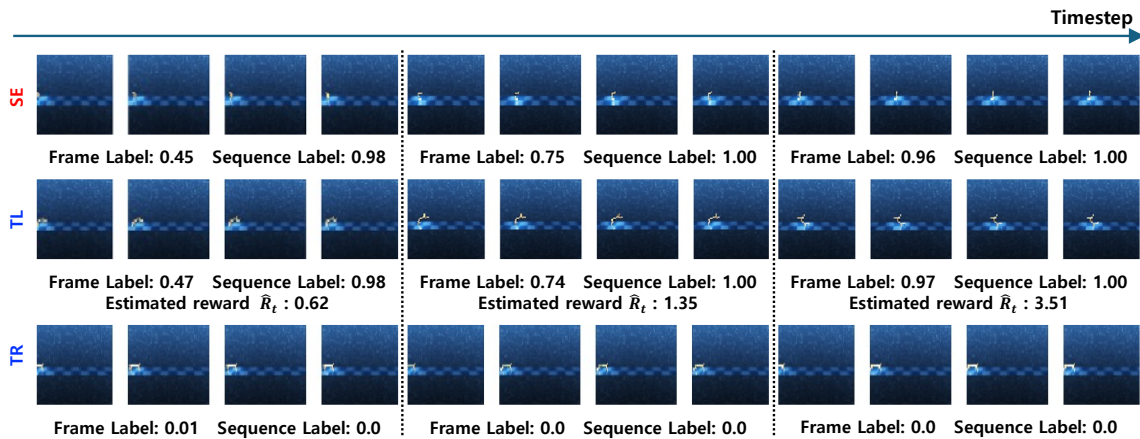 Timestep
SE
Frame Label: 0.45 Sequence Label: 0.98 Frame Label: 0.75 Sequence Label: 1.00 Frame Label: 0.96 Sequence Label: 1.00
TL
Frame Label: 0.47 Sequence Label: 0.98 Frame Label: 0.74 Sequence Label: 1.00 Frame Label: 0.97 Sequence Label: 1.00
Estimated reward R̂_t : 0.62 Estimated reward R̂_t : 1.35 Estimated reward R̂_t : 3.51
TR
Frame Label: 0.01 Sequence Label: 0.0 Frame Label: 0.0 Sequence Label: 0.0 Frame Label: 0.0 Sequence Label: 0.0